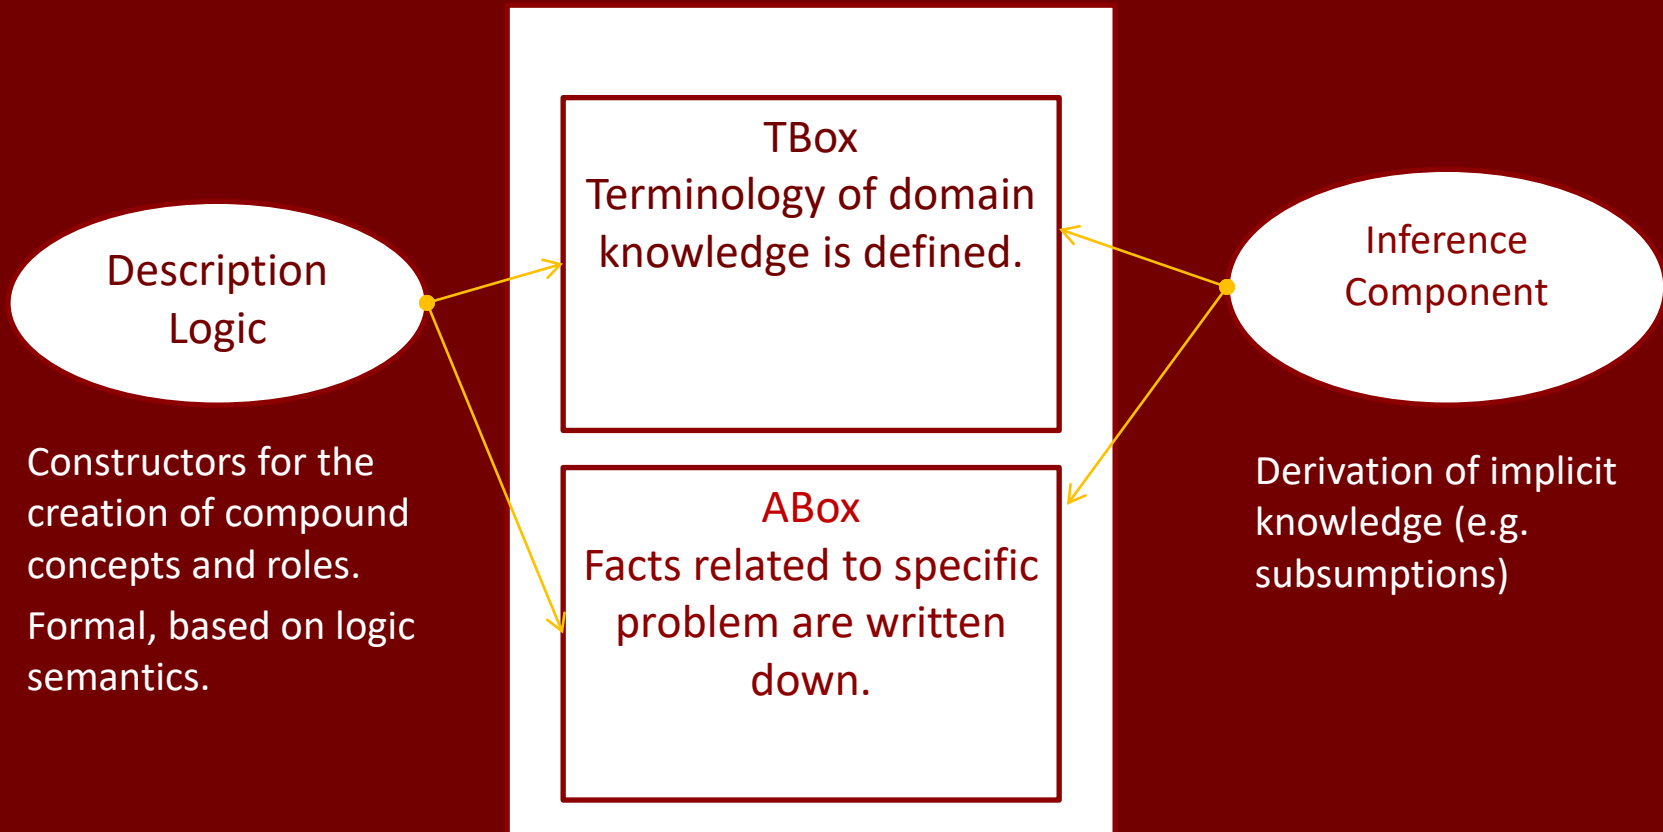 Description
Logic
Constructors for the
creation of compound
concepts and roles.
Formal, based on logic
semantics.
TBox
Terminology of domain
knowledge is defined.
ABox
Facts related to specific
problem are written
down.
Inference
Component
Derivation of implicit
knowledge (e.g.
subsumptions)